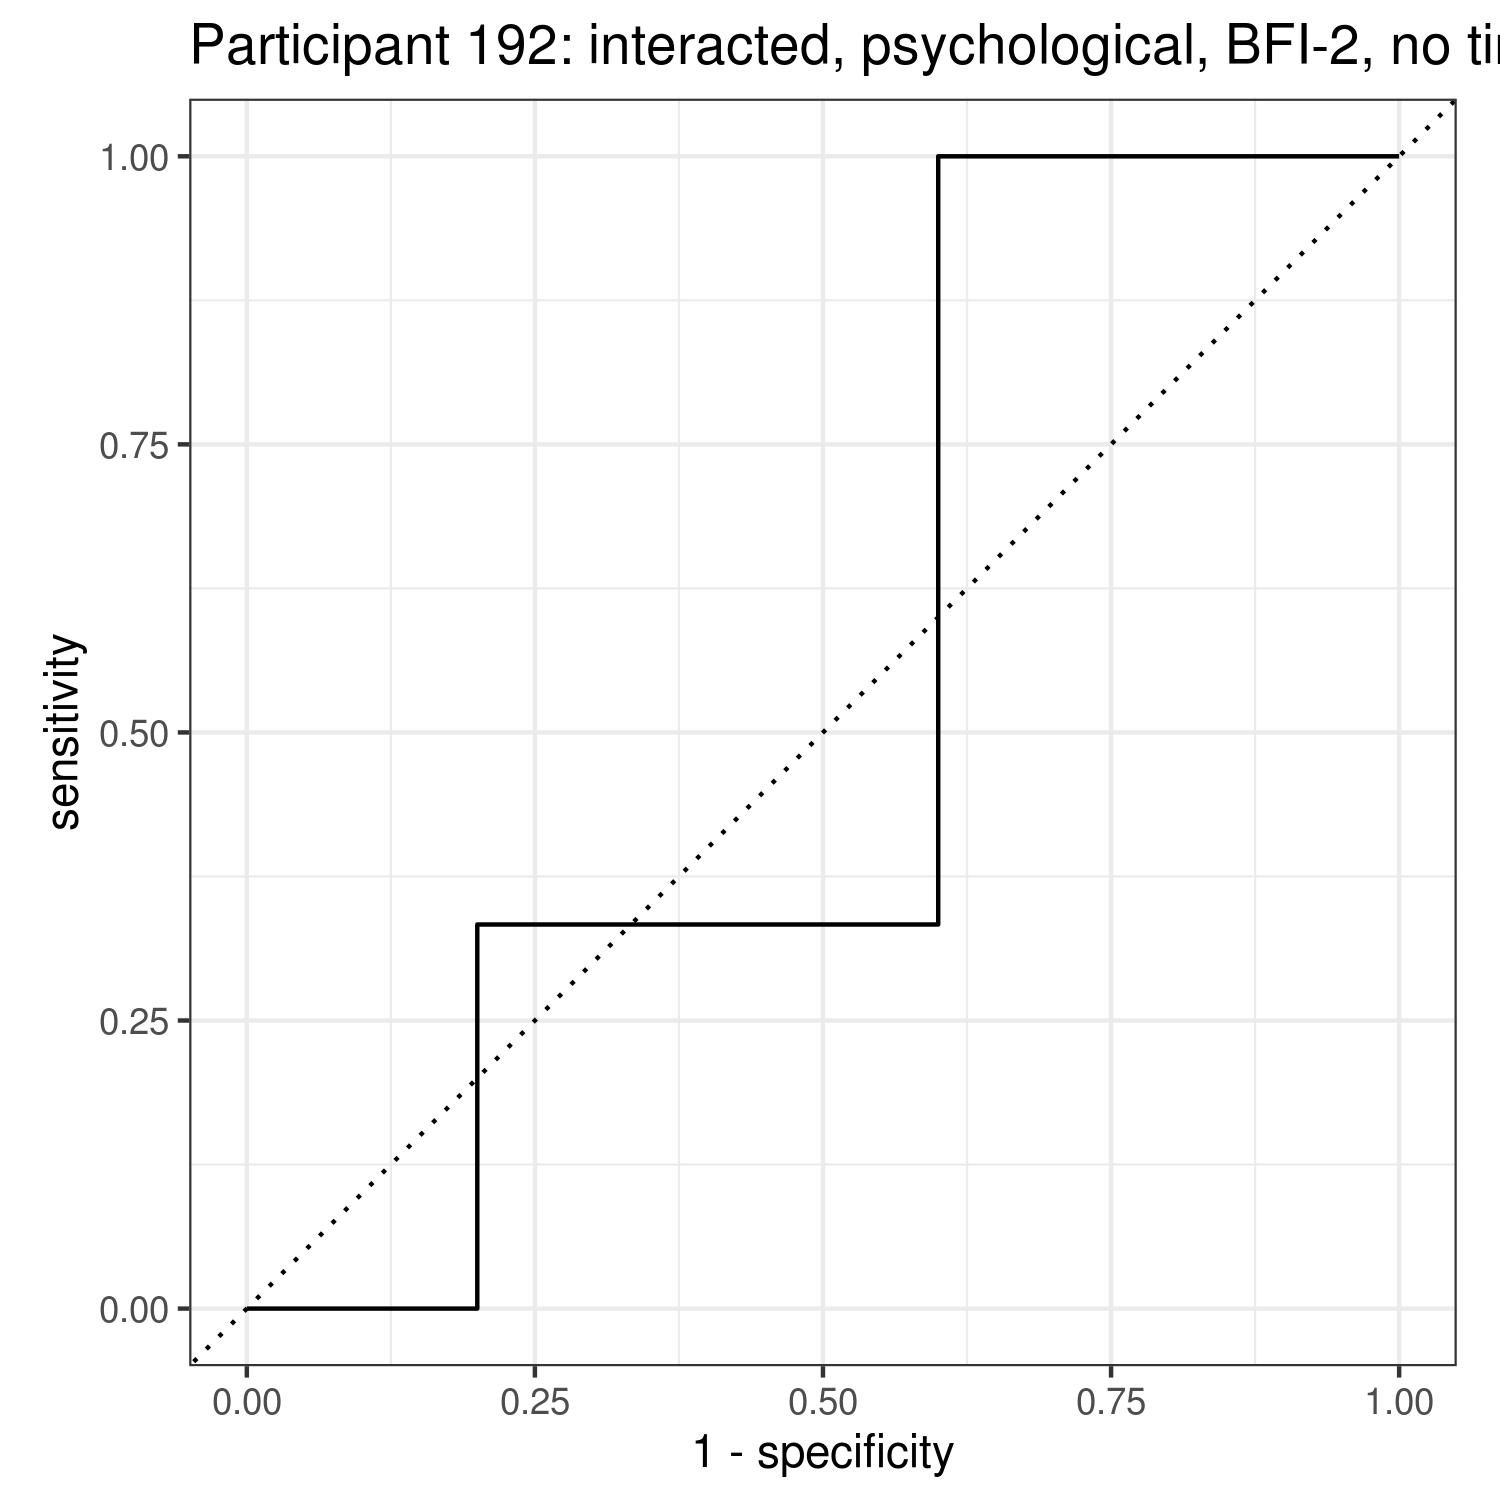 Participant 192: interacted, psychological, BFI-2, no
1.00
0.75
0.50
0.25
0.00
sensitivity
0.00 0.25 0.50 0.75 1.00
1 - specificity